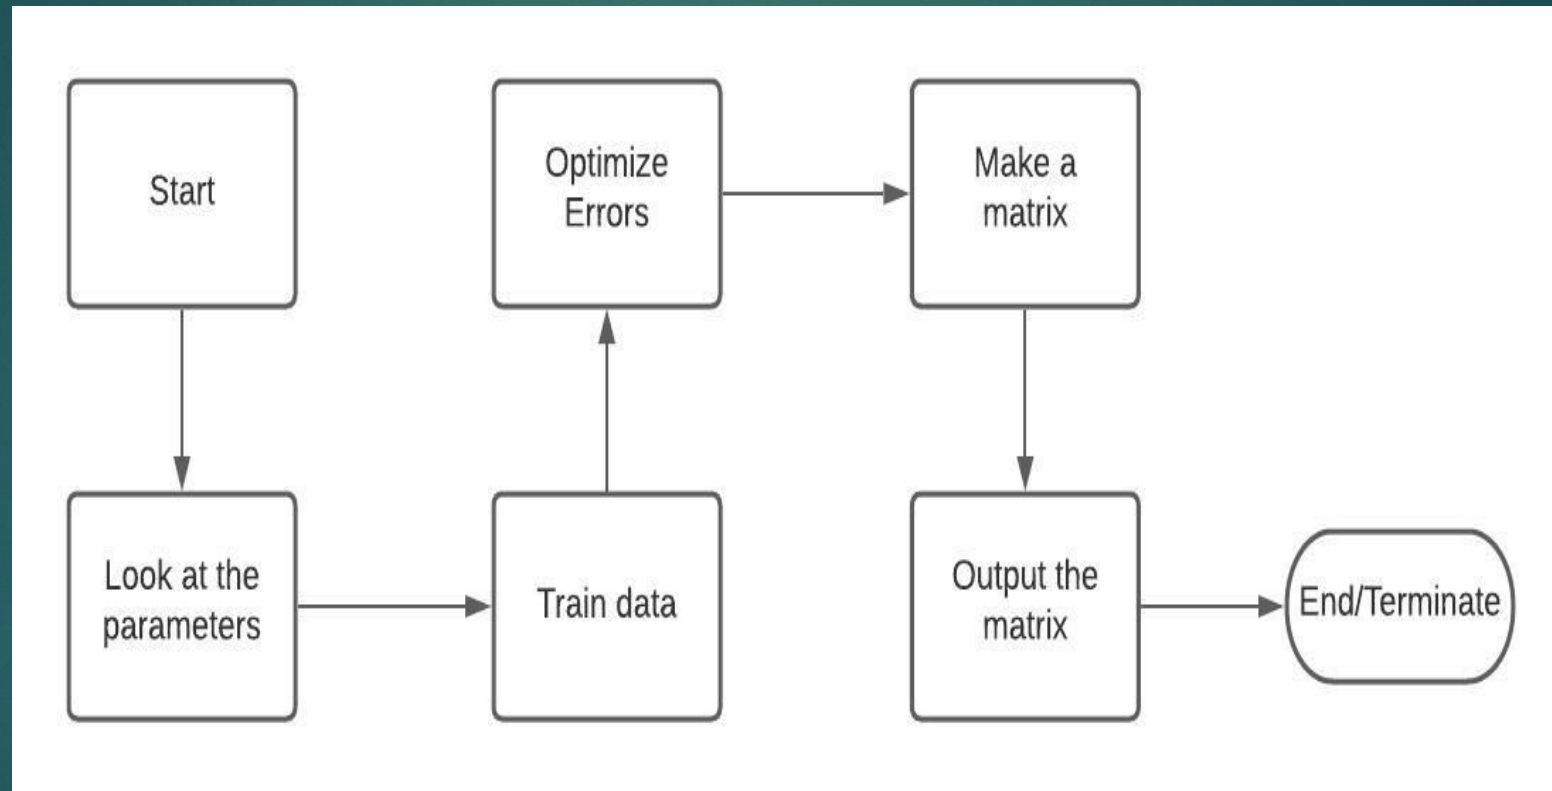 Start
Look at the
parameters
Train data
Optimize
Errors
Make a
matrix
Output the
matrix
End/Terminate